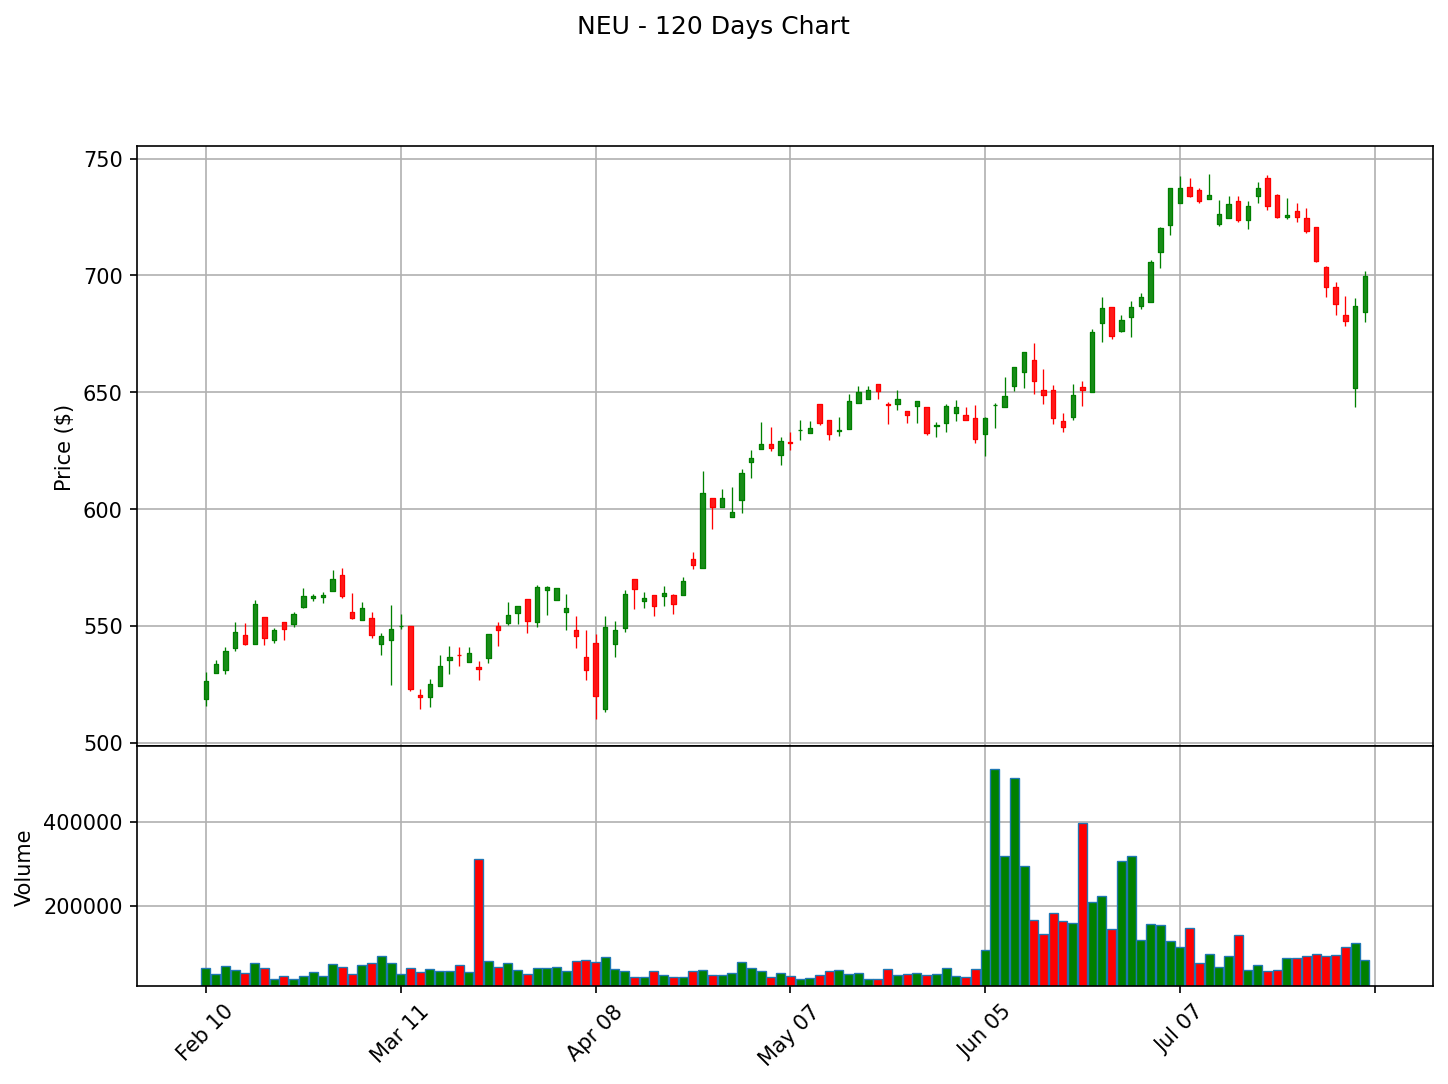 NEU - 120 Days Chart
750
700
650
600
550
500
Price ($)
400000
200000
Volume
Feb 10
Mar 11
Apr 08
May 07
Jun 05
Jul 07